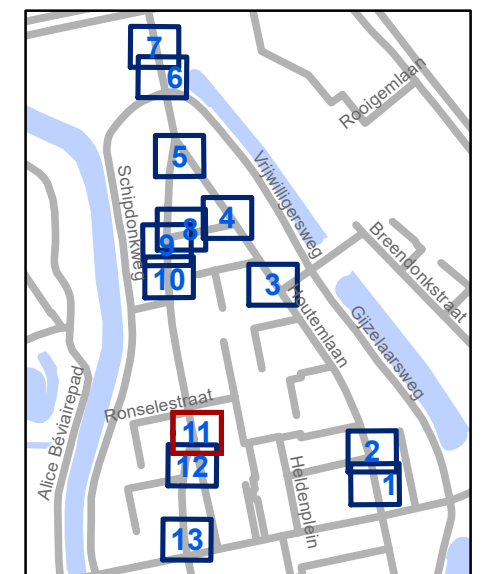 7
6
Rooigemlaan
5
Vrijwilligersweg
Schipdonkweg
4
8
9
Breendonkstraat
10
3
Houtemlaan
Gijzelaarsweg
Alice Béviairepad
Ronselestraat
11
2
12
Heldenplein
1
13